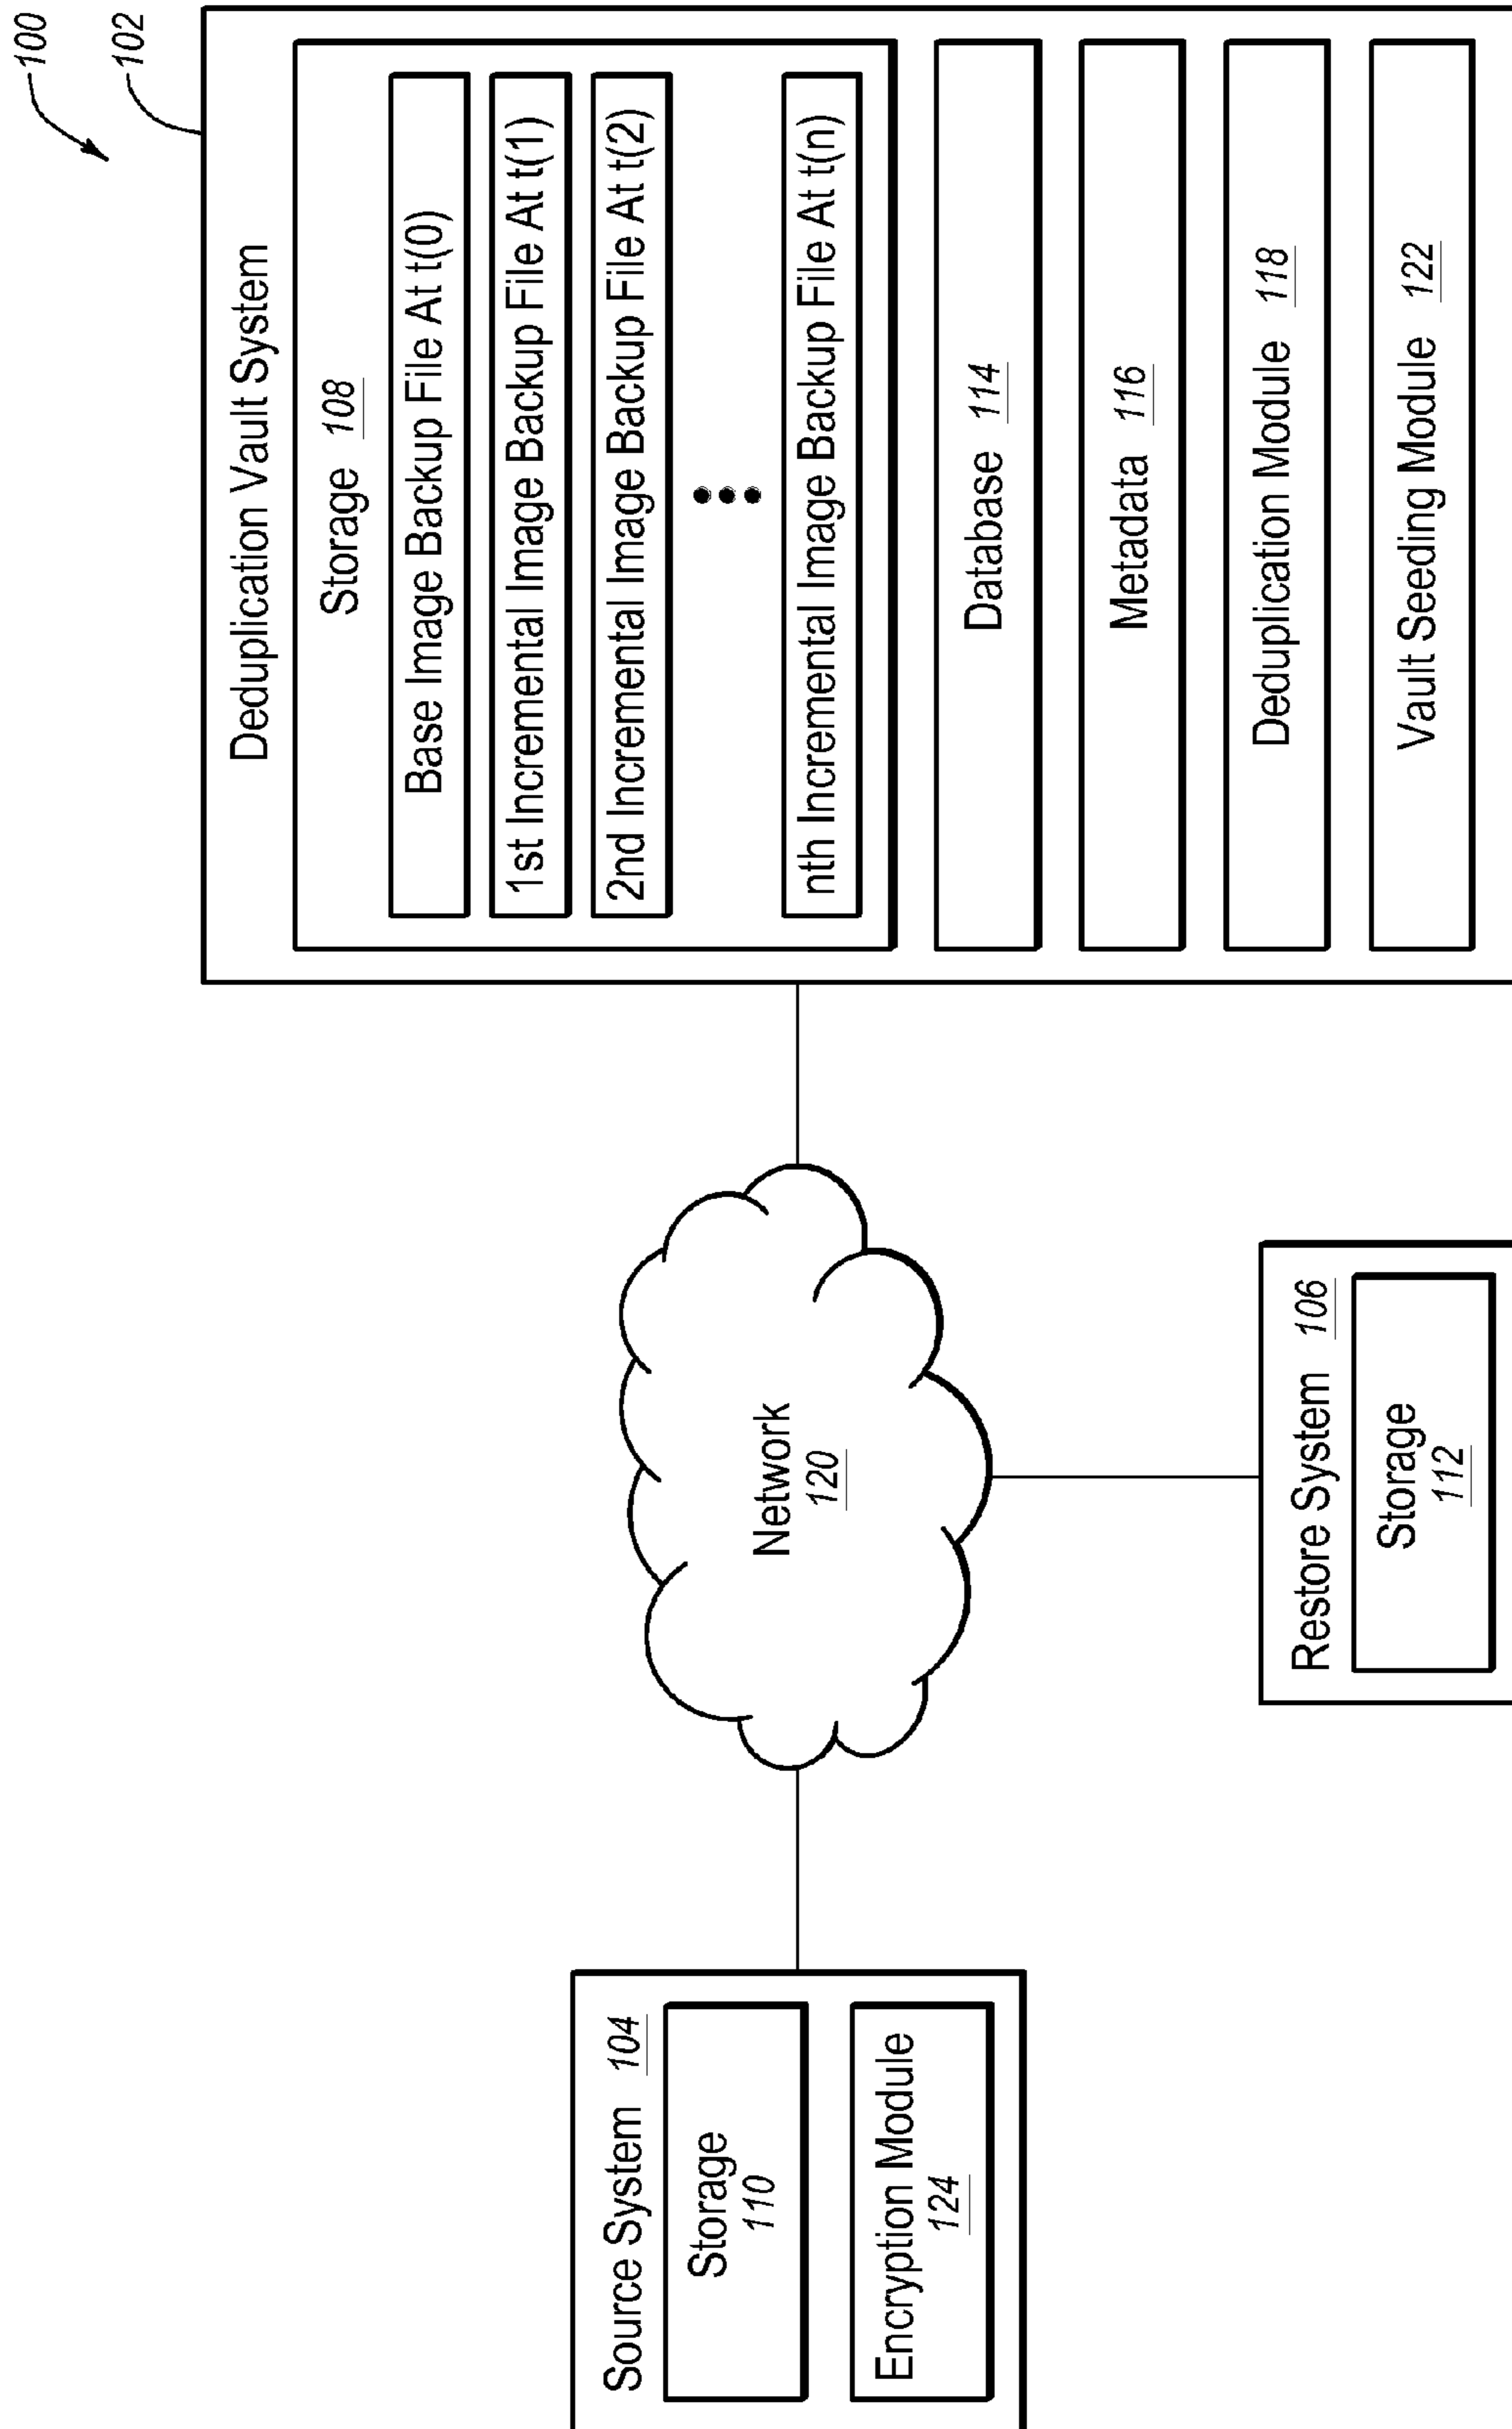 100
102
Deduplication Vault System
Storage 108
Base Image Backup File At t(0)
1st Incremental Image Backup File At t(1)
2nd Incremental Image Backup File At t(2)
nth Incremental Image Backup File At t(n)
Database 114
Metadata 116
Deduplication Module 118
Vault Seeding Module 122
Network
120
Source System 104
Storage
110
Encryption Module
124
Restore System 106
Storage
112